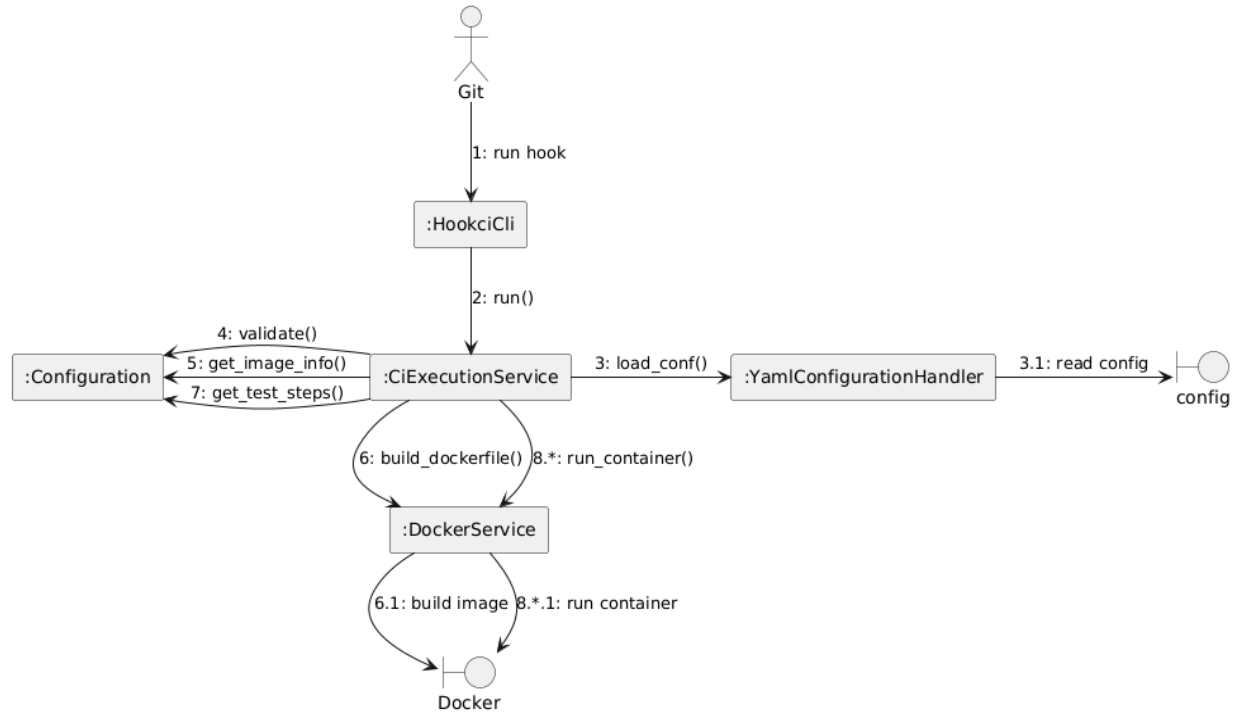 Git
1: run hook
:HookciCli
2: run()
4: validate()
5: get_image_info()
7: get_test_steps()
:Configuration
:CiExecutionService
3: load_conf()
:YamlConfigurationHandler
3.1: read config
config
6: build_dockerfile()
8.*: run_container()
:DockerService
6.1: build image
8.*.1: run container
Docker